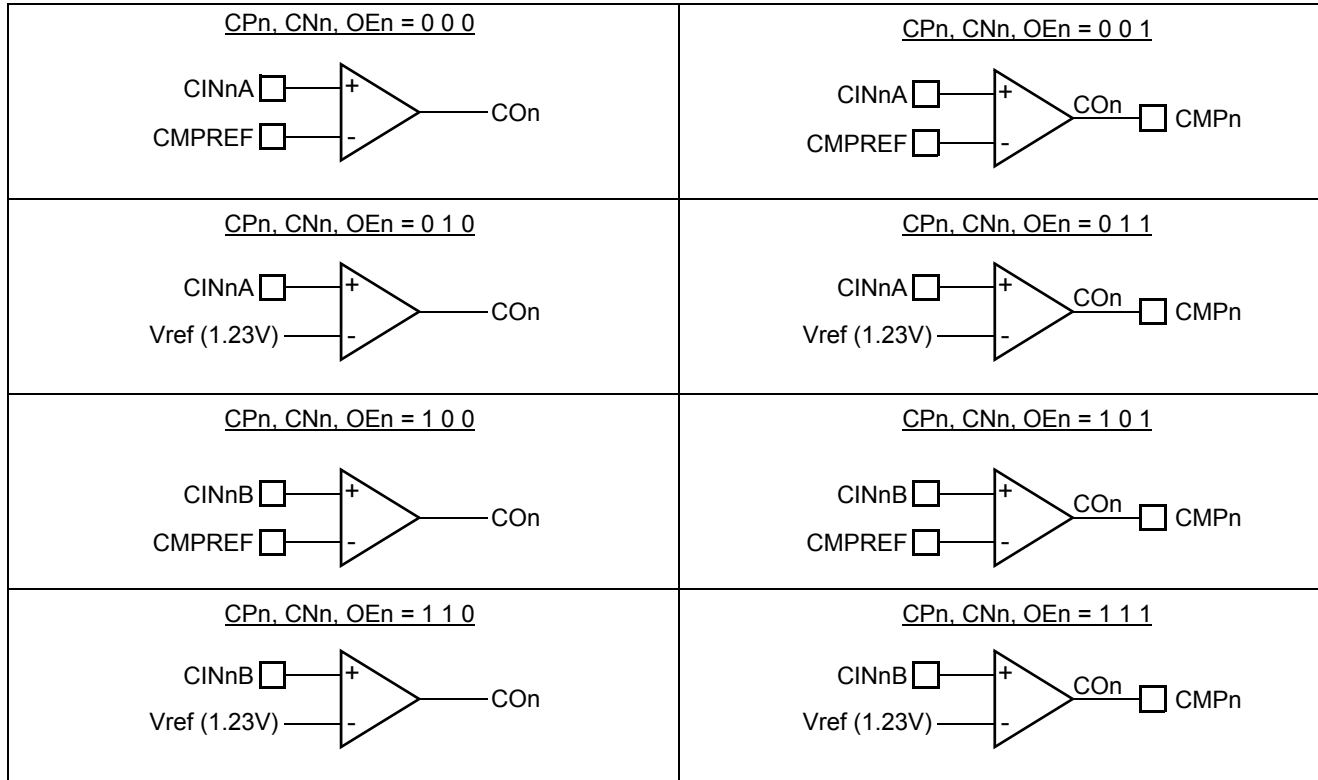 CPn, CNn, OEn = 0 0 0
CINnA
+
CMPREF
-
COn
CPn, CNn, OEn = 0 0 1
CINnA
+
CMPREF
-
COn
CMPn
CPn, CNn, OEn = 0 1 0
CINnA
+
Vref (1.23V)
-
COn
CPn, CNn, OEn = 0 1 1
CINnA
+
Vref (1.23V)
-
COn
CMPn
CPn, CNn, OEn = 1 0 0
CINnB
+
CMPREF
-
COn
CPn, CNn, OEn = 1 0 1
CINnB
+
CMPREF
-
COn
CMPn
CPn, CNn, OEn = 1 1 0
CINnB
+
Vref (1.23V)
-
COn
CPn, CNn, OEn = 1 1 1
CINnB
+
Vref (1.23V)
-
COn
CMPn